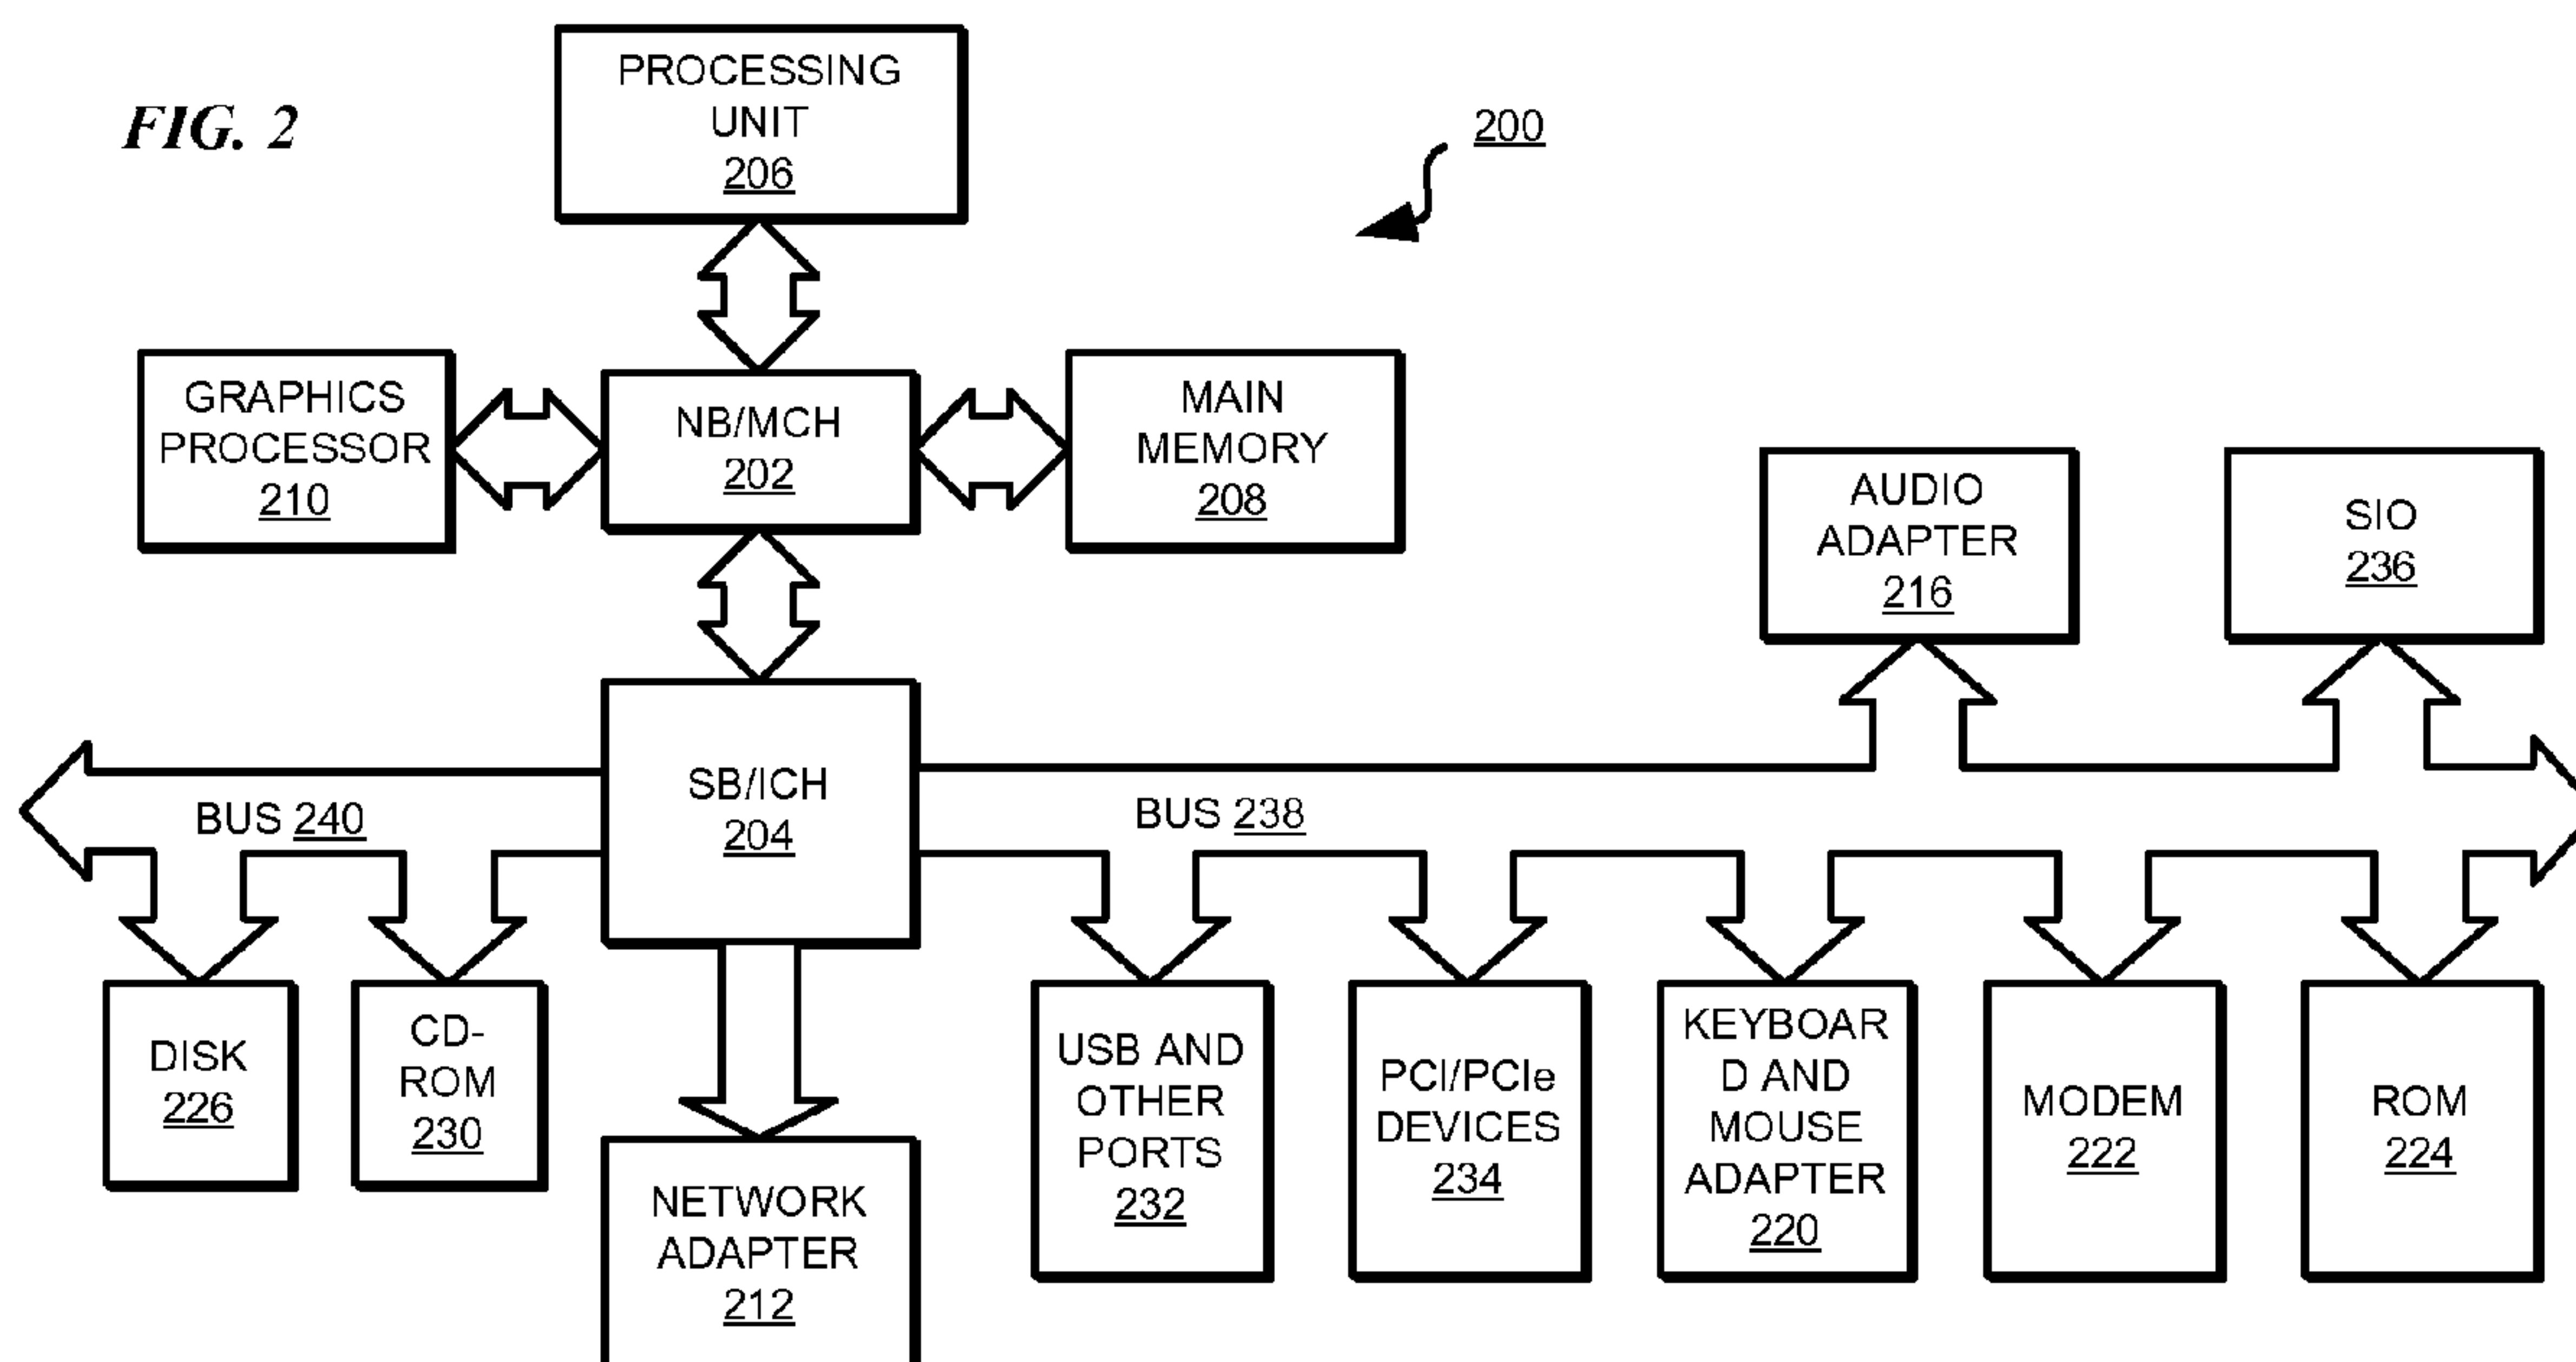 FIG. 2
PROCESSING
UNIT
206
200
GRAPHICS
PROCESSOR
210
NB/MCH
202
MAIN
MEMORY
208
AUDIO
ADAPTER
216
SIO
236
SB/ICH
204
BUS 240
BUS 238
DISK
226
CD-
ROM
230
NETWORK
ADAPTER
212
USB AND
OTHER
PORTS
232
PCI/PCIe
DEVICES
234
KEYBOAR
D AND
MOUSE
ADAPTER
220
MODEM
222
ROM
224